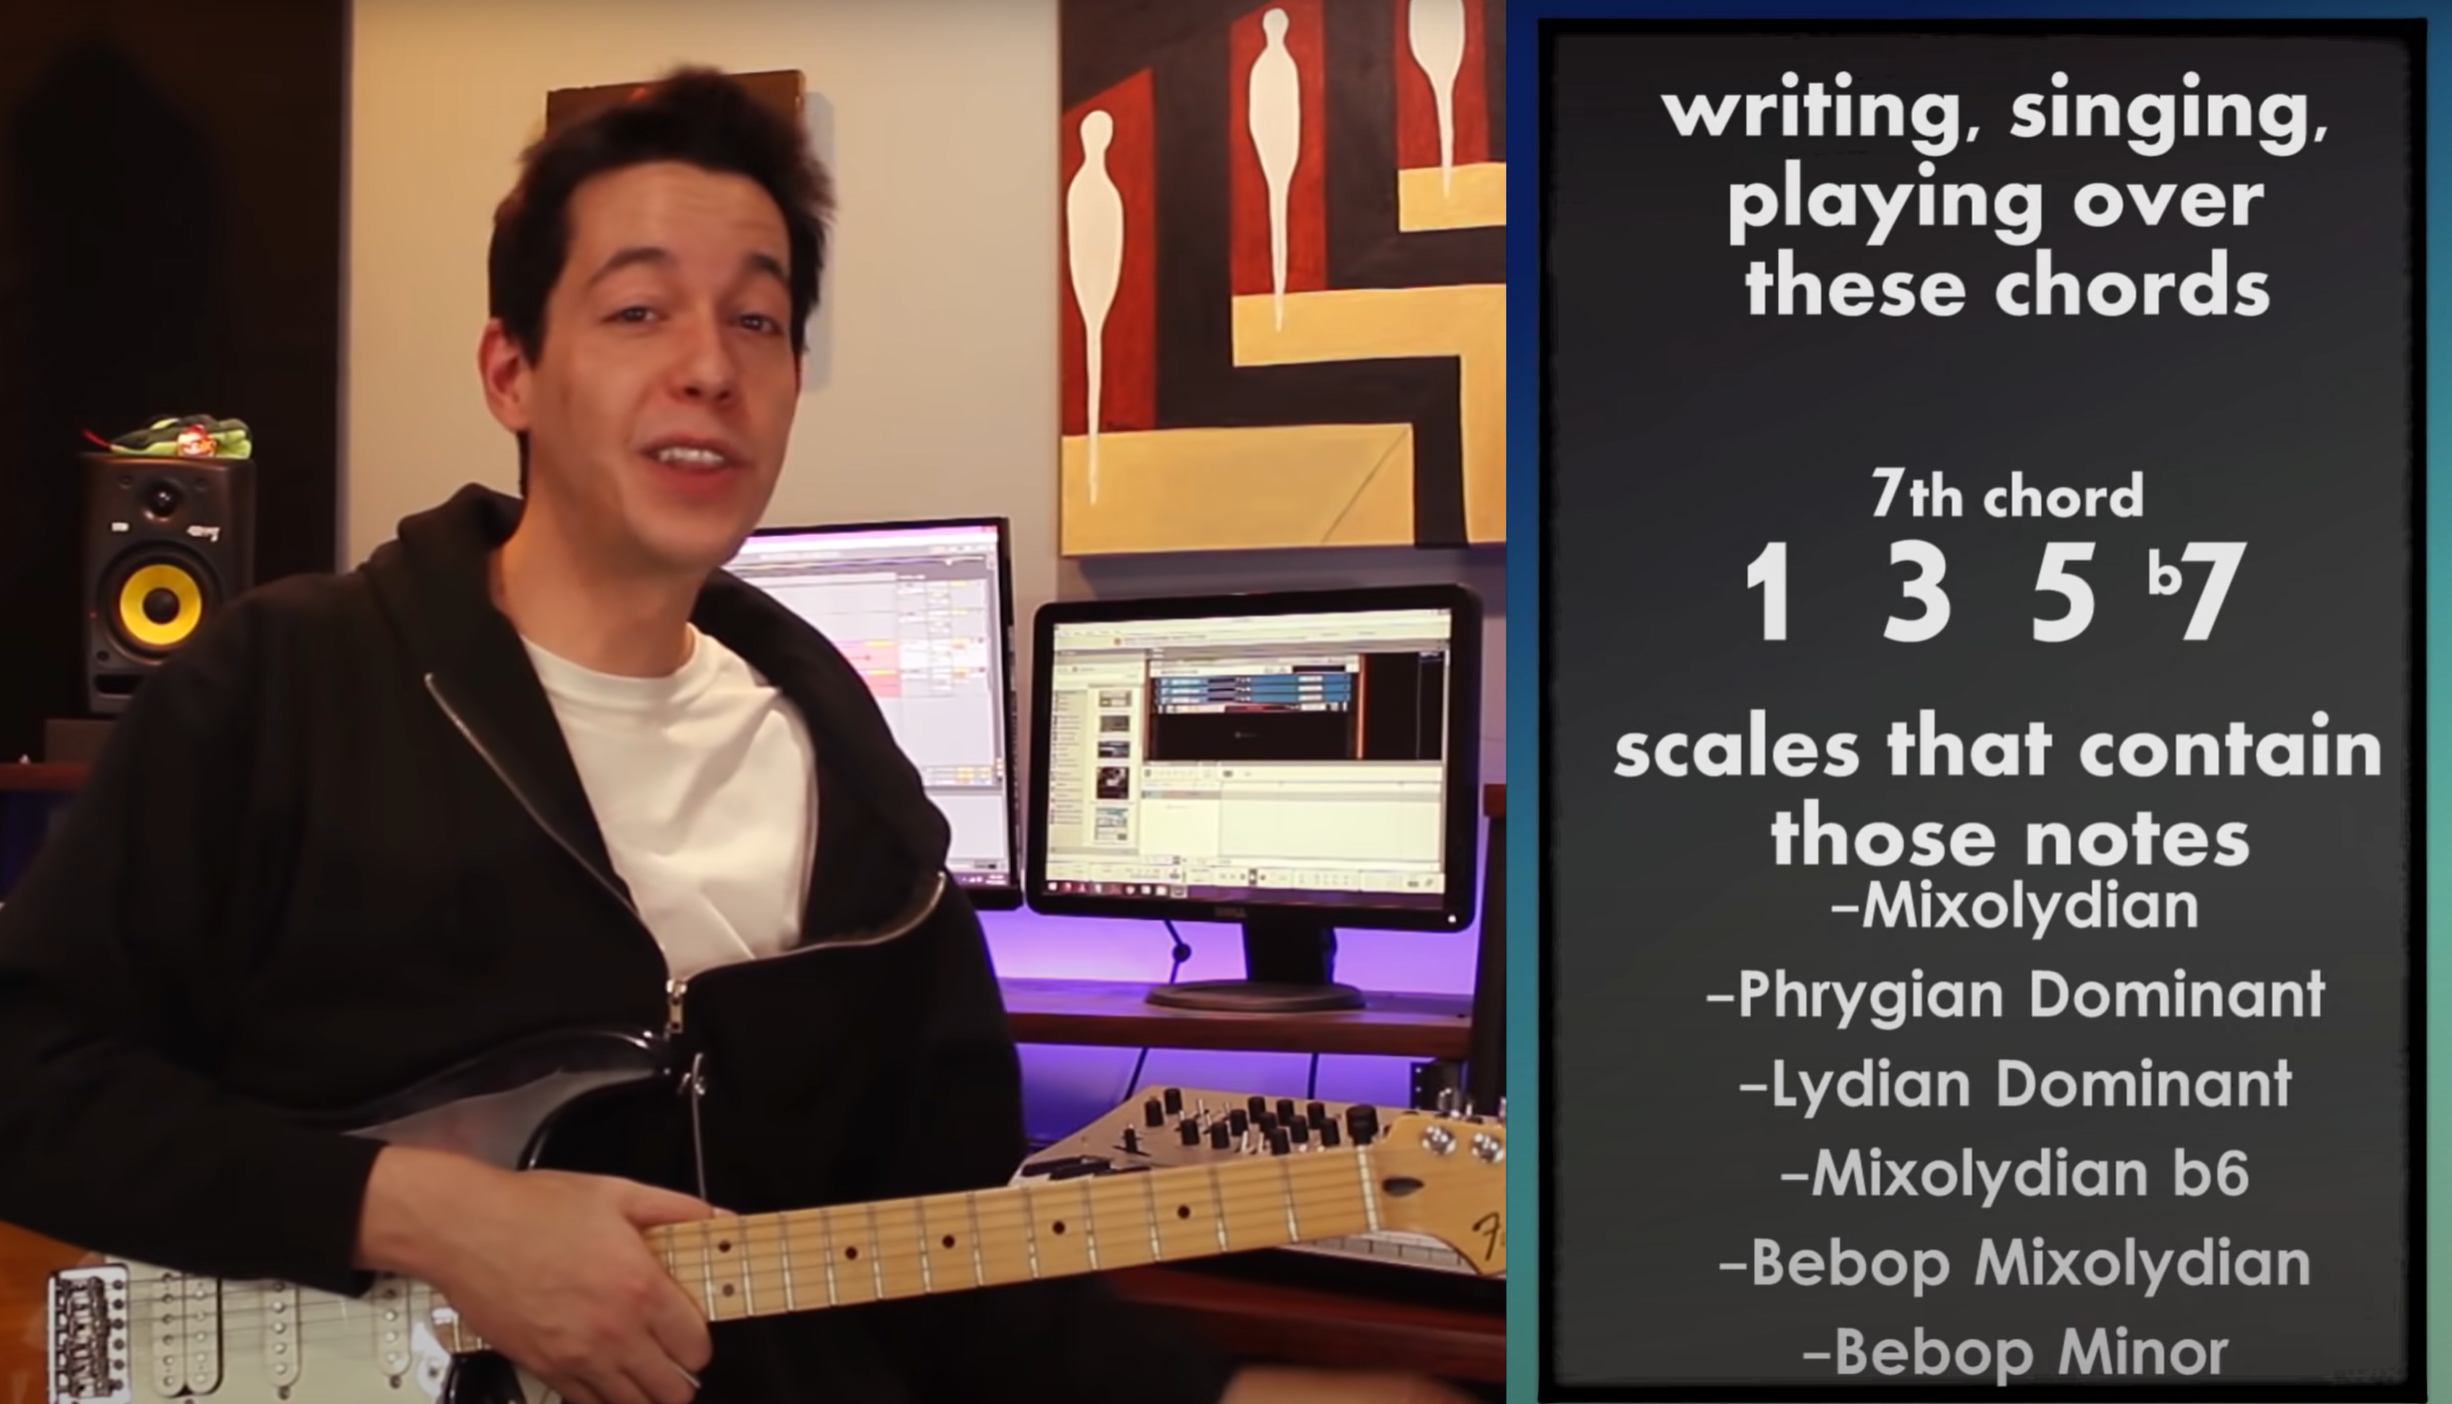 writing, singing,
playing over
these chords
7th chord
1 3 5 b7
scales that contain
those notes
-Mixolydian
-Phrygian Dominant
-Lydian Dominant
-Mixolydian b6
-Bebop Mixolydian
-Bebop Minor
DELL